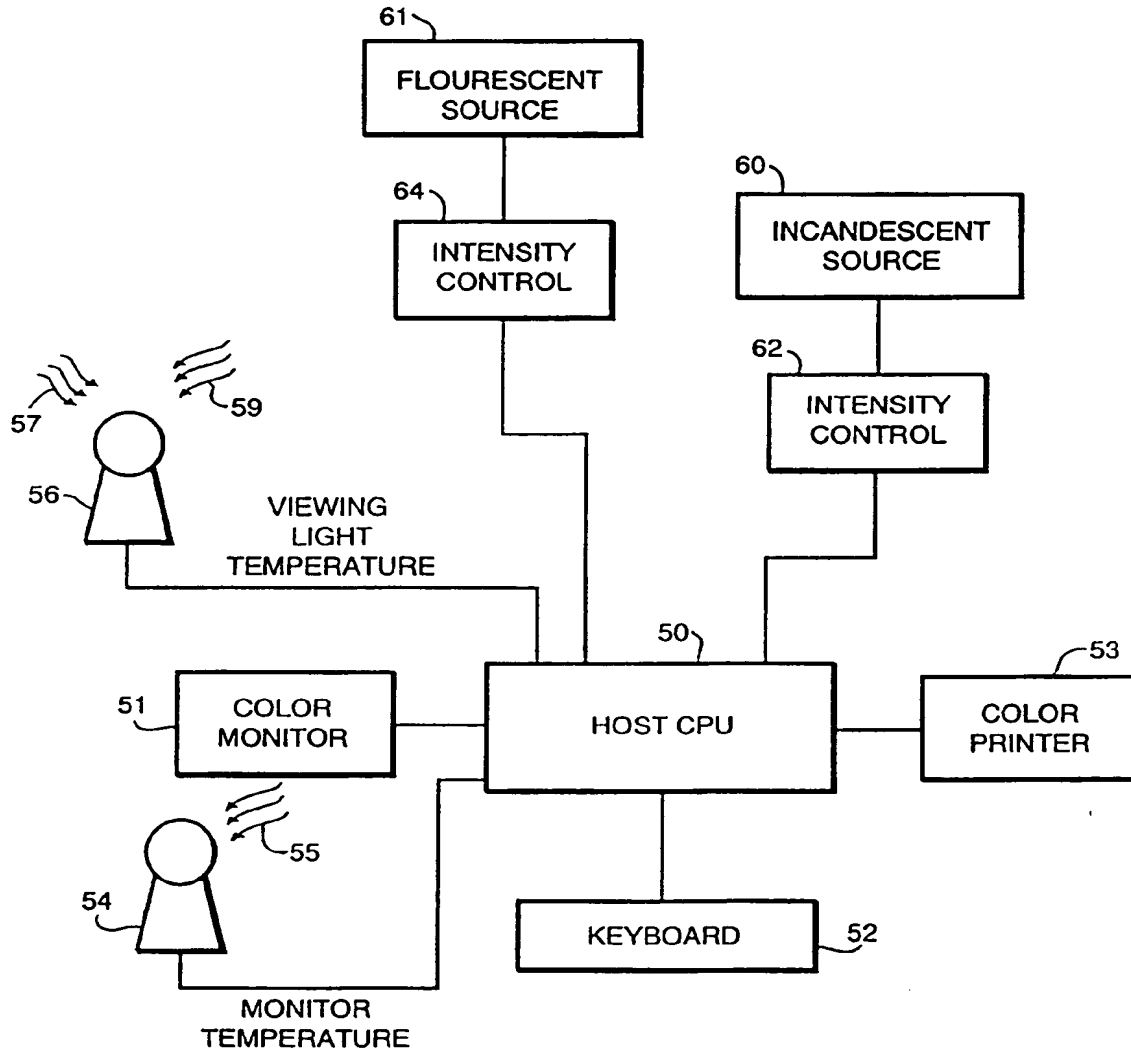 61
FLOURESCENT
SOURCE
60
64
INCANDESCENT
SOURCE
INTENSITY
CONTROL
62
57
59
INTENSITY
CONTROL
56
VIEWING
LIGHT
TEMPERATURE
50
53
51
COLOR
MONITOR
HOST CPU
COLOR
PRINTER
55
54
KEYBOARD
52
MONITOR
TEMPERATURE